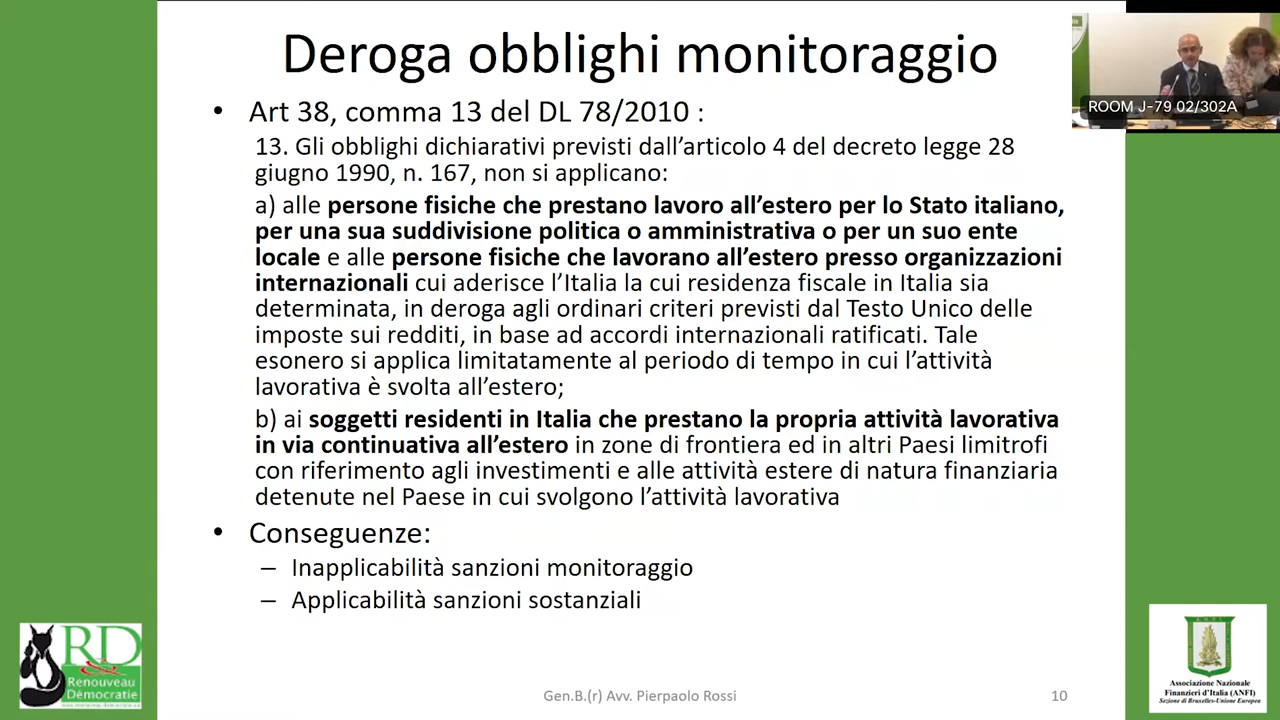 Deroga obblighi monitoraggio
ROOM J-79 02/302A
• Art 38, comma 13 del DL 78/2010 :
13. Gli obblighi dichiarativi previsti dall’articolo 4 del decreto legge 28
giugno 1990, n. 167, non si applicano:
a) alle persone fisiche che prestano lavoro all’estero per lo Stato italiano,
per una sua suddivisione politica o amministrativa o per un suo ente
locale e alle persone fisiche che lavorano all’estero presso organizzazioni
internazionali cui aderisce l’Italia la cui residenza fiscale in Italia sia
determinata, in deroga agli ordinari criteri previsti dal Testo Unico delle
imposte sui redditi, in base ad accordi internazionali ratificati. Tale
esonero si applica limitatamente al periodo di tempo in cui l’attività
lavorativa è svolta all’estero;
b) ai soggetti residenti in Italia che prestano la propria attività lavorativa
in via continuativa all’estero in zone di frontiera ed in altri Paesi limitrofi
con riferimento agli investimenti e alle attività estere di natura finanziaria
detenute nel Paese in cui svolgono l’attività lavorativa
• Conseguenze:
– Inapplicabilità sanzioni monitoraggio
– Applicabilità sanzioni sostanziali
R&D
Renouveau
Démocratie
Gen.B.(r) Avv. Pierpaolo Rossi
10
Associazione Nazionale
Finanzieri d'Italia (ANFI)
Sezione di Bruxelles-Unione Europea